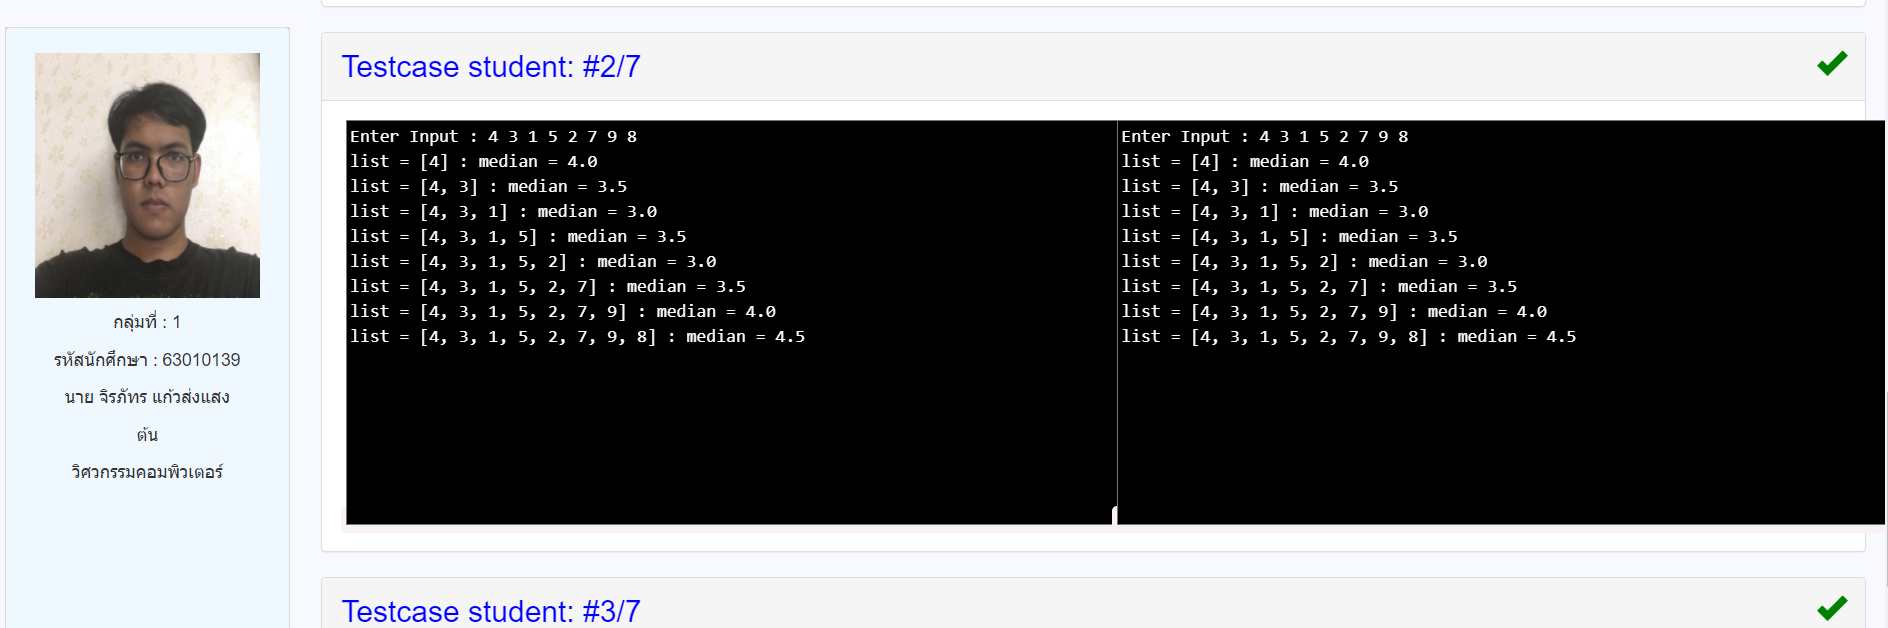 กลุ่มที่ : 1
รหัสนักศึกษา : 63010139
นาย จิรภัทร แก้วส่งแสง
ต้น
วิศวกรรมคอมพิวเตอร์
Testcase student: #2/7
Enter Input : 4 3 1 5 2 7 9 8
list = [4] : median = 4.0
list = [4, 3] : median = 3.5
list = [4, 3, 1] : median = 3.0
list = [4, 3, 1, 5] : median = 3.5
list = [4, 3, 1, 5, 2] : median = 3.0
list = [4, 3, 1, 5, 2, 7] : median = 3.5
list = [4, 3, 1, 5, 2, 7, 9] : median = 4.0
list = [4, 3, 1, 5, 2, 7, 9, 8] : median = 4.5
Enter Input : 4 3 1 5 2 7 9 8
list = [4] : median = 4.0
list = [4, 3] : median = 3.5
list = [4, 3, 1] : median = 3.0
list = [4, 3, 1, 5] : median = 3.5
list = [4, 3, 1, 5, 2] : median = 3.0
list = [4, 3, 1, 5, 2, 7] : median = 3.5
list = [4, 3, 1, 5, 2, 7, 9] : median = 4.0
list = [4, 3, 1, 5, 2, 7, 9, 8] : median = 4.5
Testcase student: #3/7